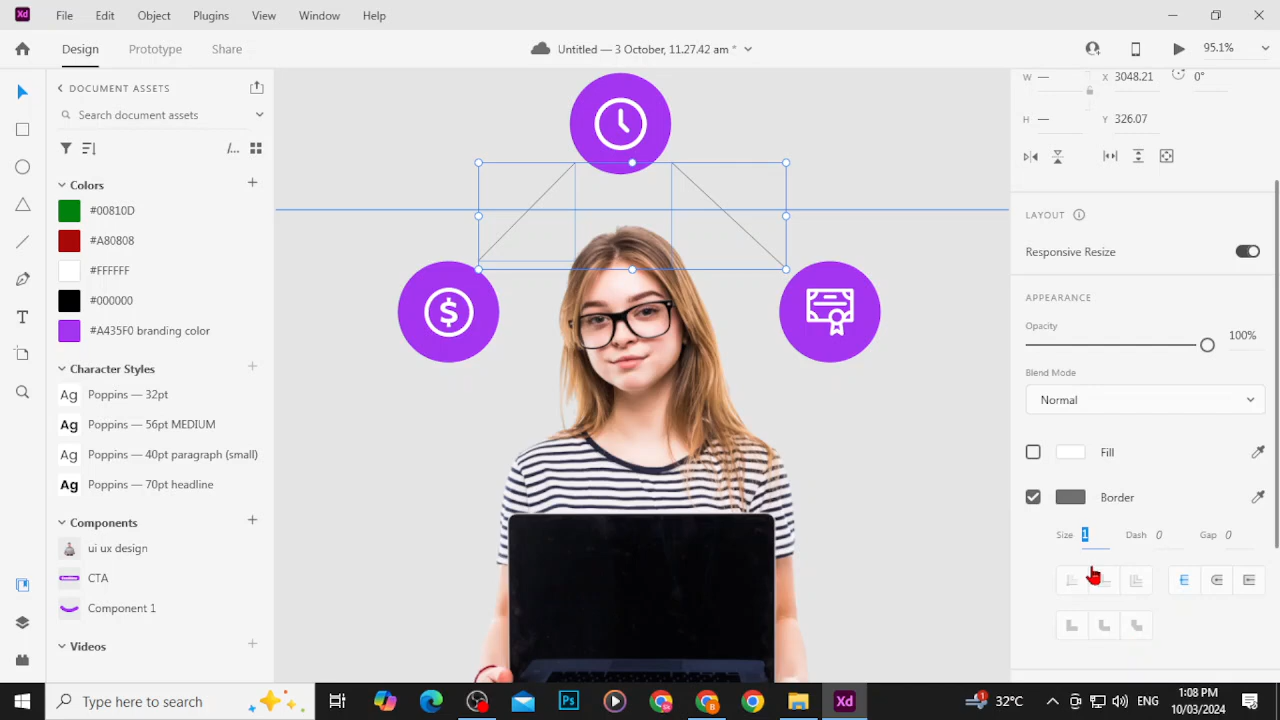 Xd File Edit Object Plugins View Window Help
Design Prototype Share
Untitled — 3 October, 11.27.42 am *
95.1%
DOCUMENT ASSETS
Search document assets
/...
Colors
#00810D
#A80808
#FFFFFF
#000000
#A435F0 branding color
Character Styles
Ag Poppins — 32pt
Ag Poppins — 56pt MEDIUM
Ag Poppins — 40pt paragraph (small)
Ag Poppins — 70pt headline
Components
ui ux design
CTA
Component 1
Videos
$
W — X 3048.21 0°
H — Y 326.07
LAYOUT
Responsive Resize
APPEARANCE
Opacity
100%
Blend Mode
Normal
Fill
Border
Size 1 Dash 0 Gap 0
Type here to search
Ps
Xd
1
32°C
ENG
1:08 PM
10/03/2024